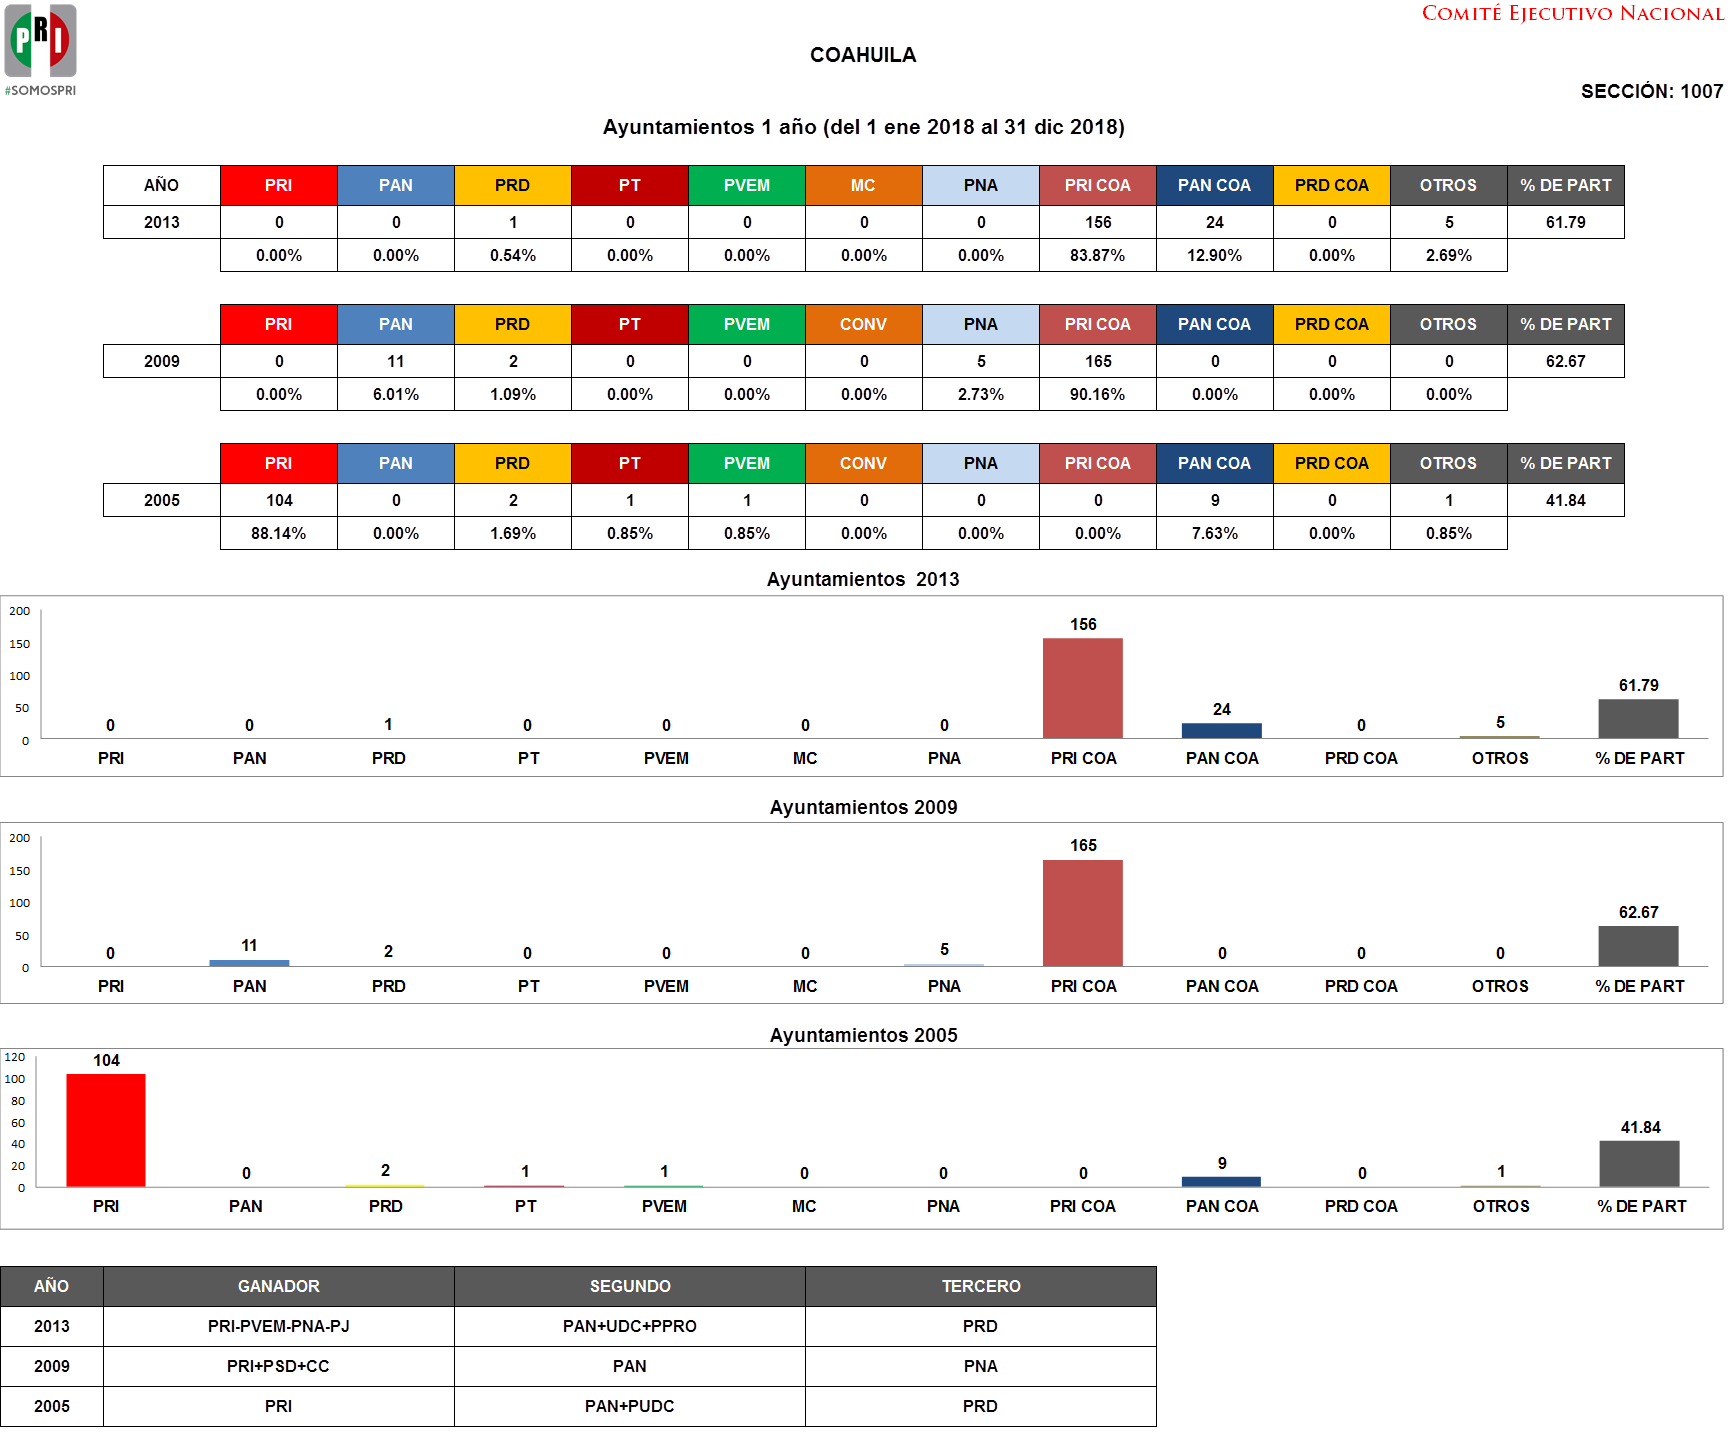 PRI
#SOMOSPRI
COMITÉ EJECUTIVO NACIONAL
COAHUILA
SECCIÓN: 1007
Ayuntamientos 1 año (del 1 ene 2018 al 31 dic 2018)
AÑO PRI PAN PRD PT PVEM MC PNA PRI COA PAN COA PRD COA OTROS % DE PART
2013 0 0 1 0 0 0 0 156 24 0 5 61.79
0.00% 0.00% 0.54% 0.00% 0.00% 0.00% 0.00% 83.87% 12.90% 0.00% 2.69%
PRI PAN PRD PT PVEM CONV PNA PRI COA PAN COA PRD COA OTROS % DE PART
2009 0 11 2 0 0 0 5 165 0 0 0 62.67
0.00% 6.01% 1.09% 0.00% 0.00% 0.00% 2.73% 90.16% 0.00% 0.00% 0.00%
PRI PAN PRD PT PVEM CONV PNA PRI COA PAN COA PRD COA OTROS % DE PART
2005 104 0 2 1 1 0 0 0 9 0 1 41.84
88.14% 0.00% 1.69% 0.85% 0.85% 0.00% 0.00% 0.00% 7.63% 0.00% 0.85%
Ayuntamientos 2013
200
150
100
50
0
0 0 1 0 0 0 0 156 24 0 5 61.79
PRI PAN PRD PT PVEM MC PNA PRI COA PAN COA PRD COA OTROS % DE PART
Ayuntamientos 2009
200
150
100
50
0
0 11 2 0 0 0 5 165 0 0 0 62.67
PRI PAN PRD PT PVEM MC PNA PRI COA PAN COA PRD COA OTROS % DE PART
Ayuntamientos 2005
120
100
80
60
40
20
0
104 0 2 1 1 0 0 0 9 0 1 41.84
PRI PAN PRD PT PVEM MC PNA PRI COA PAN COA PRD COA OTROS % DE PART
AÑO GANADOR SEGUNDO TERCERO
2013 PRI-PVEM-PNA-PJ PAN+UDC+PPRO PRD
2009 PRI+PSD+CC PAN PNA
2005 PRI PAN+PUDC PRD